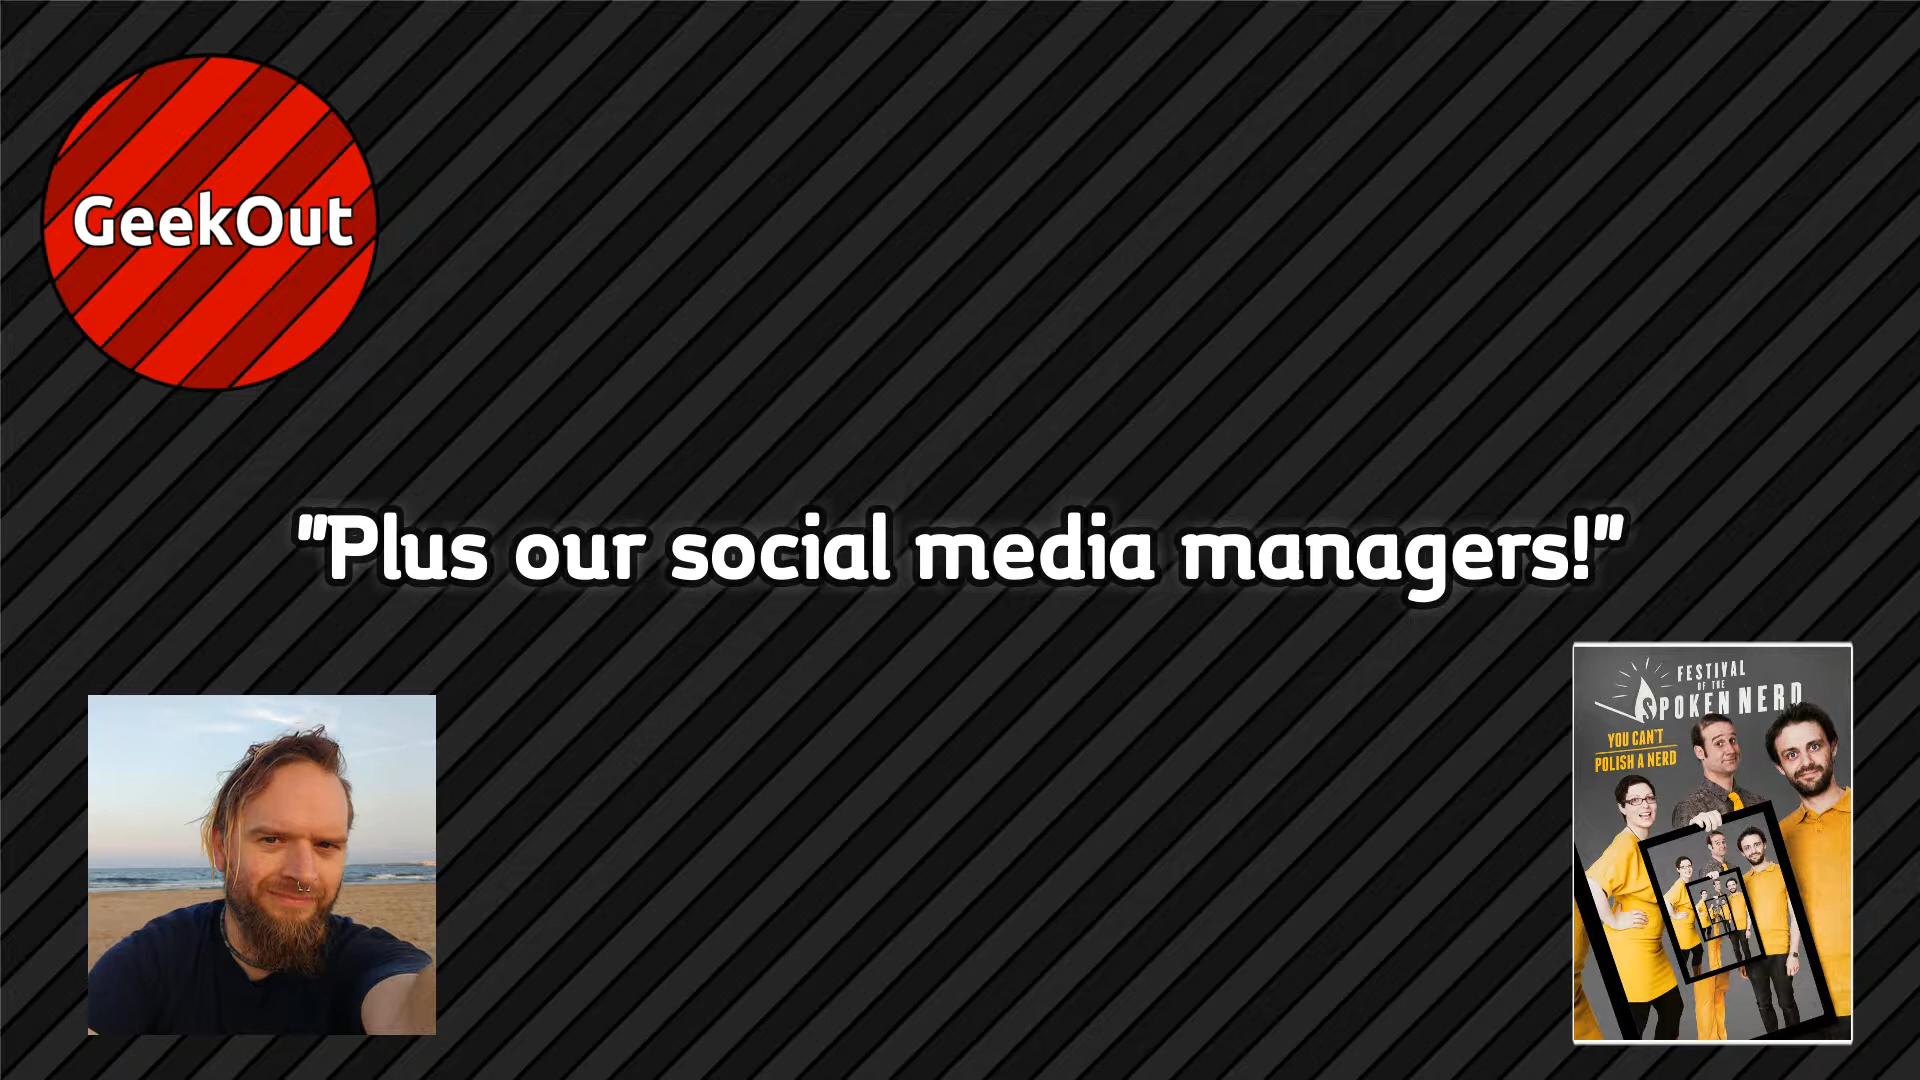 GeekOut
"Plus our social media managers!"
FESTIVAL
OF THE
SPOKEN NERD
YOU CAN'T
POLISH A NERD